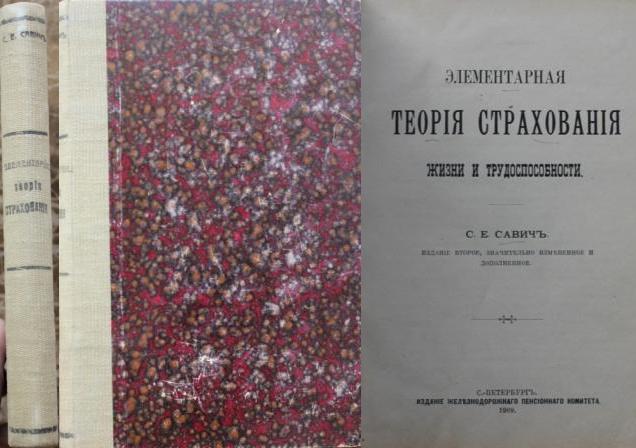 С. Е. САВИЧЪ
ЭЛЕМЕНТАРНАЯ
теорія
СТРАХОВАНІЯ
ЭЛЕМЕНТАРНАЯ
ТЕОРІЯ СТРАХОВАНІЯ
ЖИЗНИ И ТРУДОСПОСОБНОСТИ.
С. Е. САВИЧЪ.
ИЗДАНІЕ ВТОРОЕ, ЗНАЧИТЕЛЬНО ИЗМѢНЕННОЕ И
ДОПОЛНЕННОЕ.
С.-ПЕТЕРБУРГЪ.
ИЗДАНІЕ ЖЕЛѢЗНОДОРОЖНАГО ПЕНСІОННАГО КОМИТЕТА.
1909.